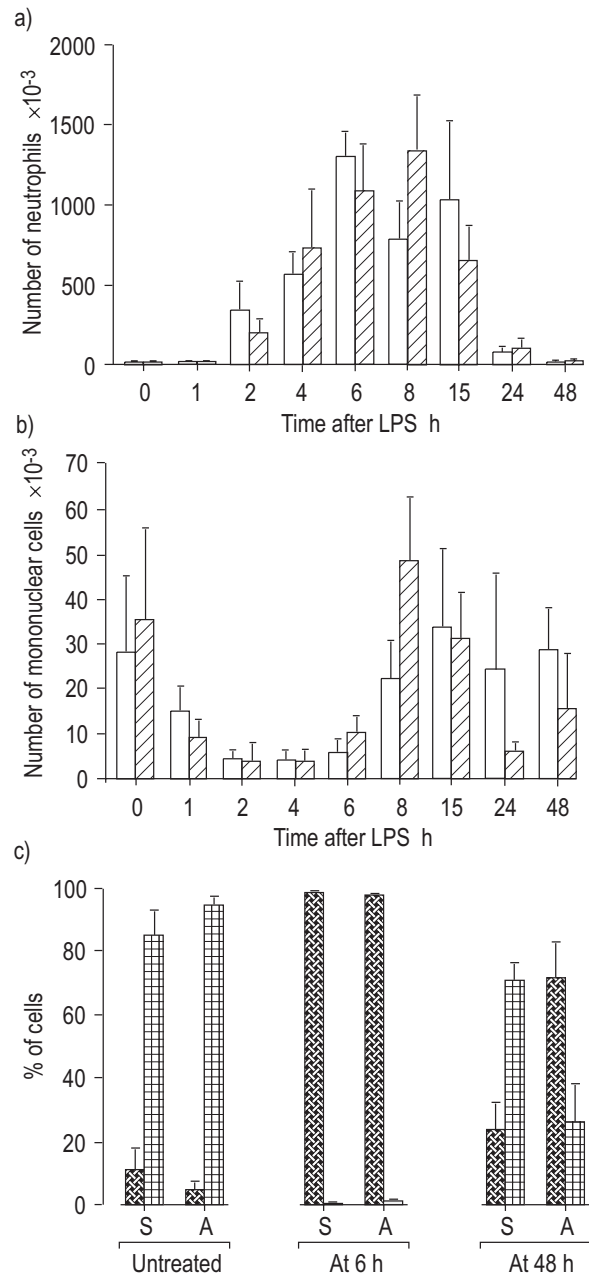 a)
Number of neutrophils ×10-3
2000
1500
1000
500
0
0 1 2 4 6 8 15 24 48
Time after LPS h
b)
Number of mononuclear cells ×10-3
70
60
50
40
30
20
10
0
0 1 2 4 6 8 15 24 48
Time after LPS h
c)
% of cells
100
80
60
40
20
0
S A S A S A
Untreated At 6 h At 48 h